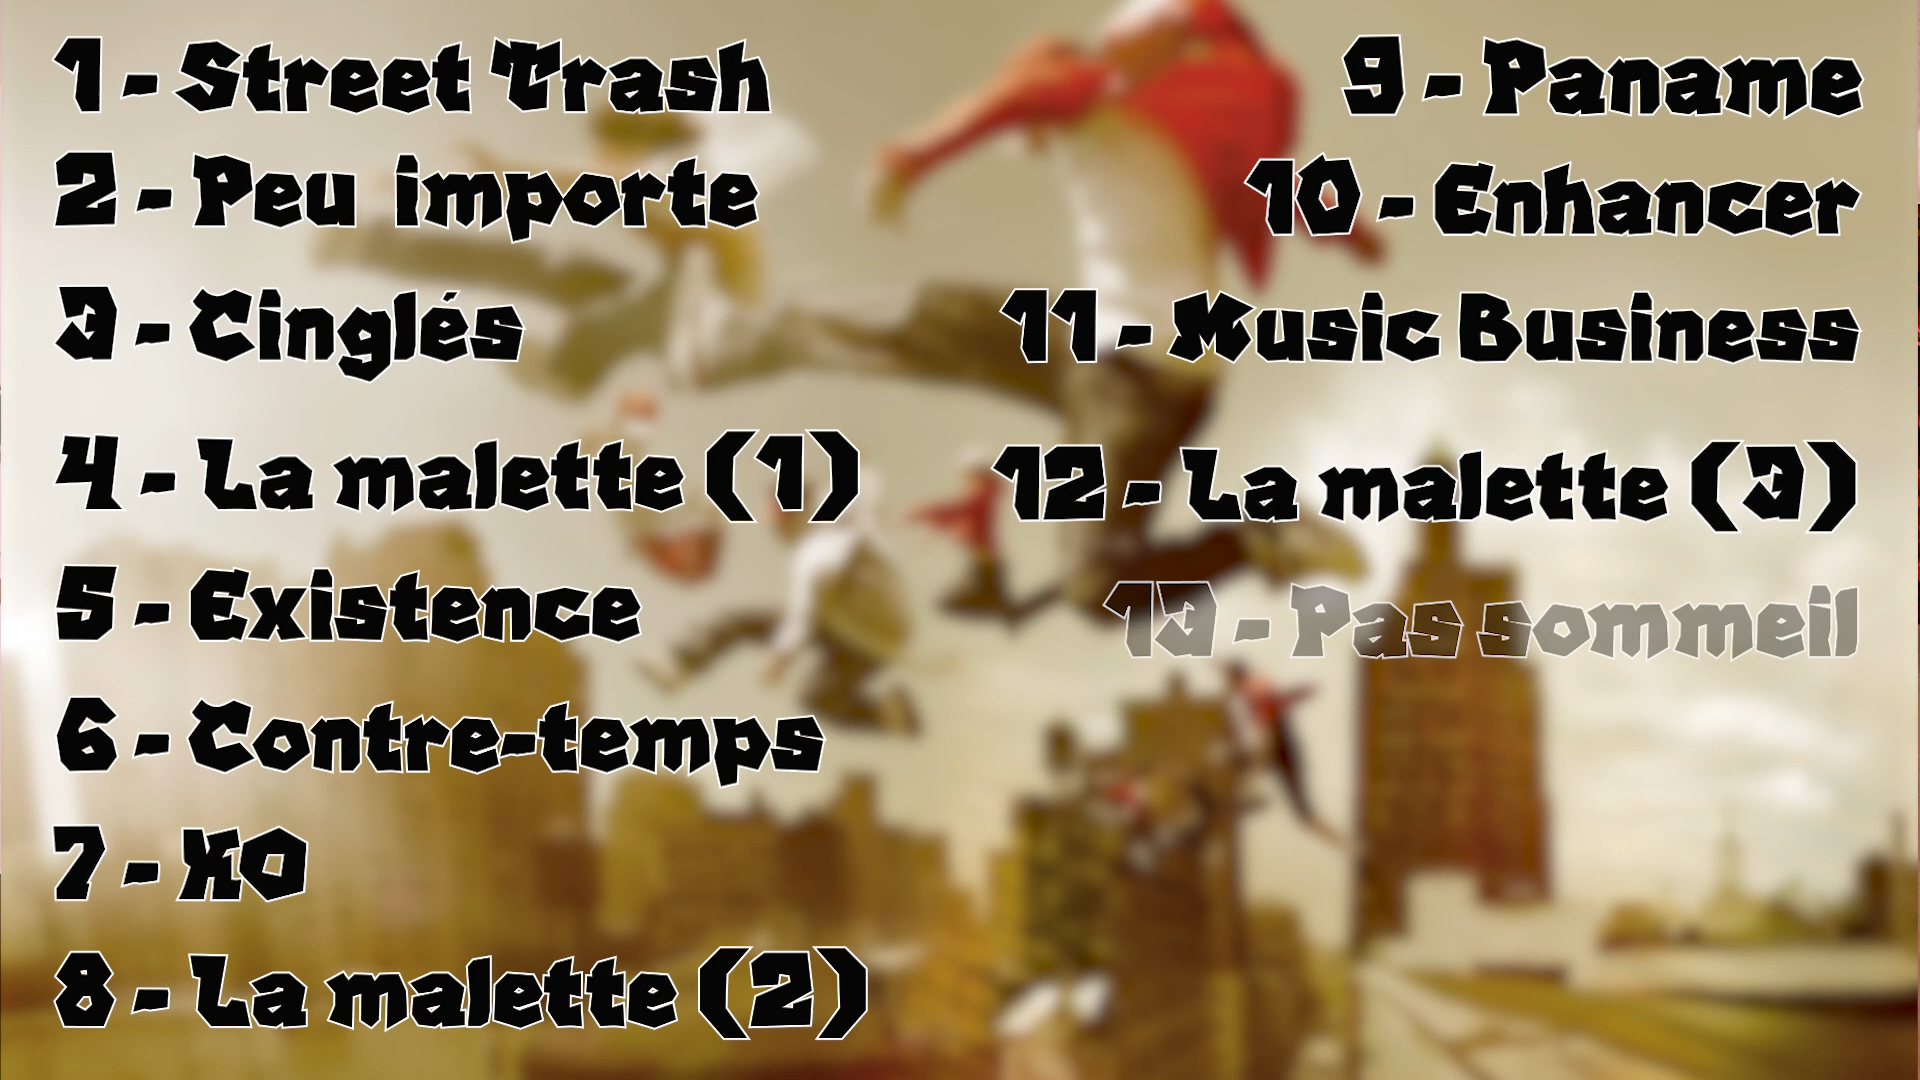 1 - Street Trash
2 - Peu importe
3 - Cinglés
4 - La malette (1)
5 - Existence
6 - Contre-temps
7 - KO
8 - La malette (2)
9 - Paname
10 - Enhancer
11 - Music Business
12 - La malette (3)
13 - Pas sommeil